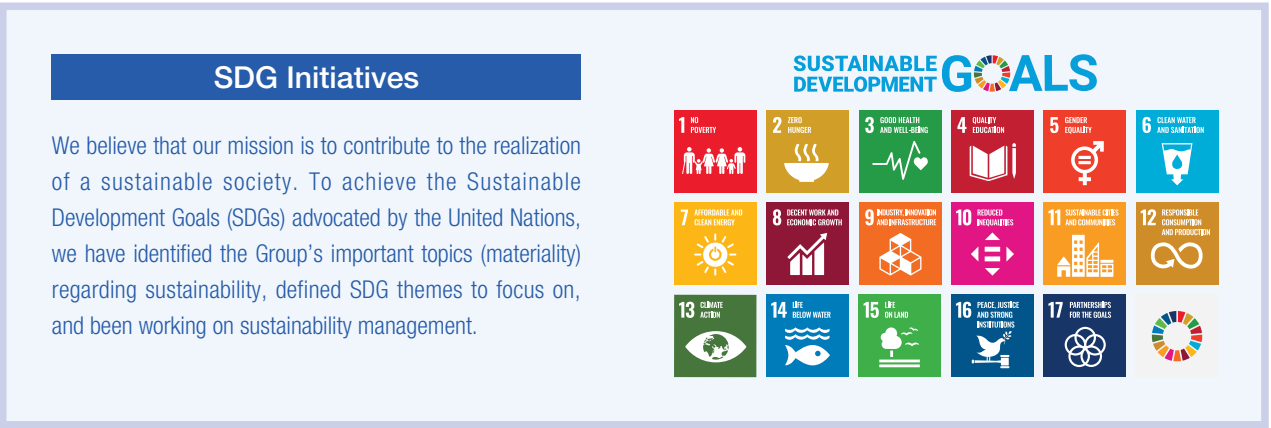 SDG Initiatives
We believe that our mission is to contribute to the realization
of a sustainable society. To achieve the Sustainable
Development Goals (SDGs) advocated by the United Nations,
we have identified the Group's important topics (materiality)
regarding sustainability, defined SDG themes to focus on,
and been working on sustainability management.
SUSTAINABLE
DEVELOPMENT GOALS
1 NO
POVERTY
2 ZERO
HUNGER
3 GOOD HEALTH
AND WELL-BEING
4 QUALITY
EDUCATION
5 GENDER
EQUALITY
6 CLEAN WATER
AND SANITATION
7 AFFORDABLE AND
CLEAN ENERGY
8 DECENT WORK AND
ECONOMIC GROWTH
9 INDUSTRY, INNOVATION
AND INFRASTRUCTURE
10 REDUCED
INEQUALITIES
11 SUSTAINABLE CITIES
AND COMMUNITIES
12 RESPONSIBLE
CONSUMPTION
AND PRODUCTION
13 CLIMATE
ACTION
14 LIFE
BELOW WATER
15 LIFE
ON LAND
16 PEACE, JUSTICE
AND STRONG
INSTITUTIONS
17 PARTNERSHIPS
FOR THE GOALS